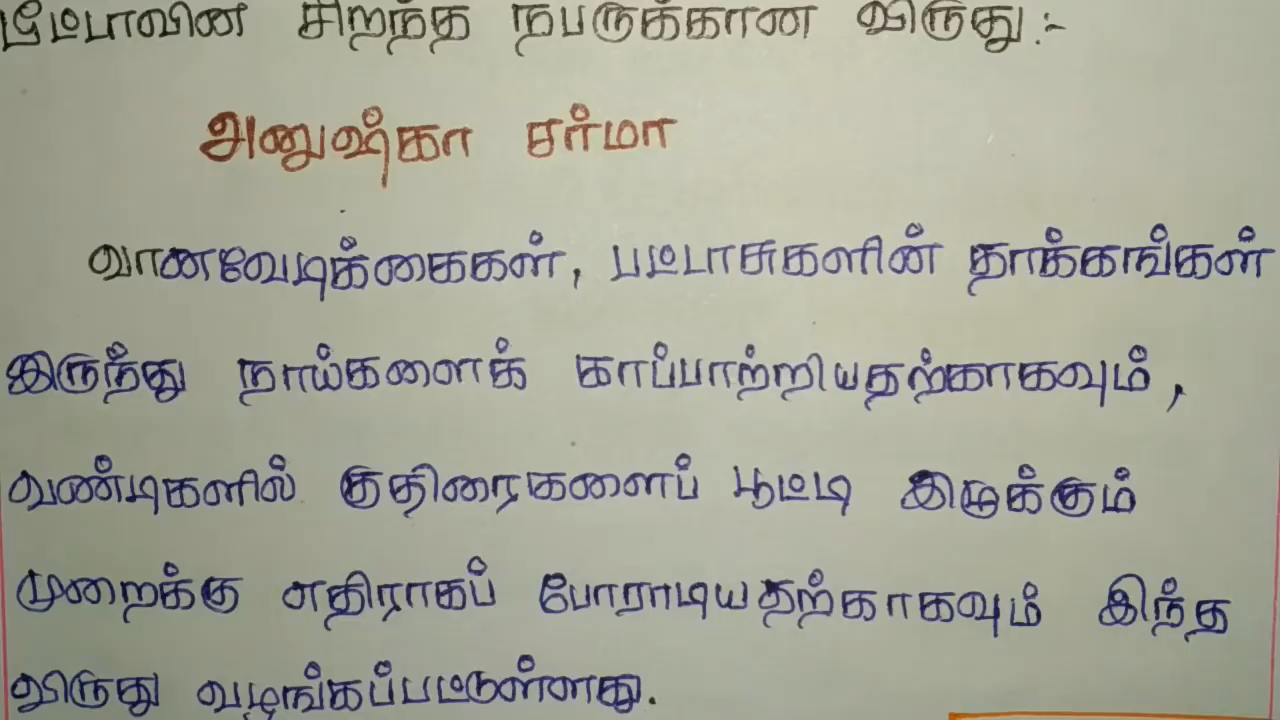 பீட்டாவின் சிறந்த நபருக்கான விருது:-
அனுஷ்கா சர்மா
வானவேடிக்கைகள், பட்டாசுகளின் தாக்கங்கள்
இருந்து நாய்களைக் காப்பாற்றியதற்காகவும்,
வண்டிகளில் குதிரைகளைப் பூட்டி இழுக்கும்
முறைக்கு எதிராகப் போராடியதற்காகவும் இந்த
விருது வழங்கப்பட்டுள்ளது.